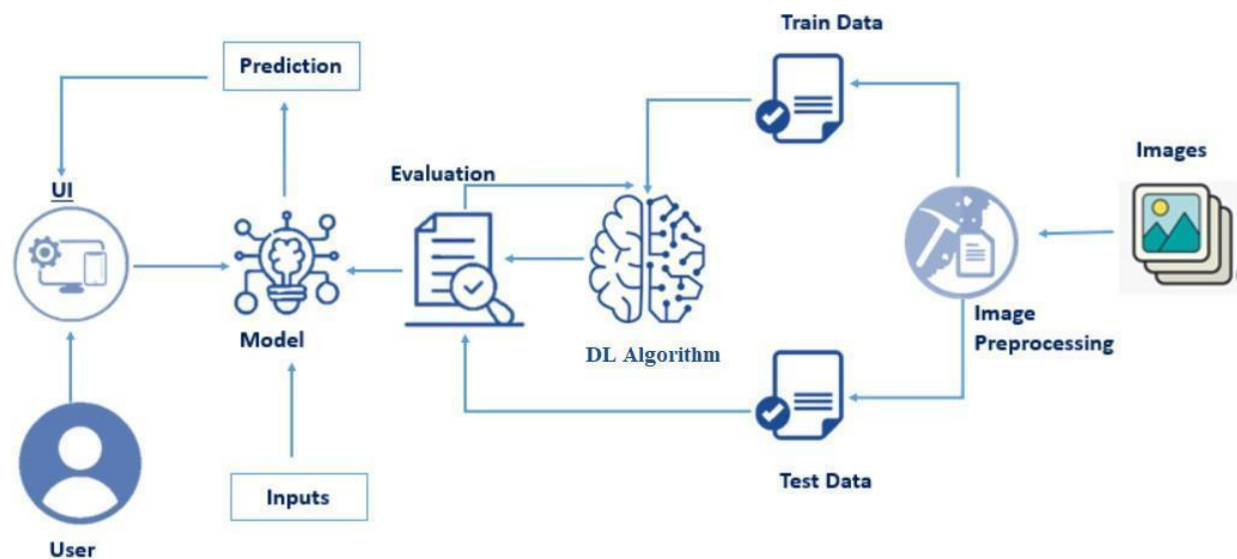 Train Data
Prediction
Images
Evaluation
UI
Model
Image
Preprocessing
DL Algorithm
Test Data
Inputs
User